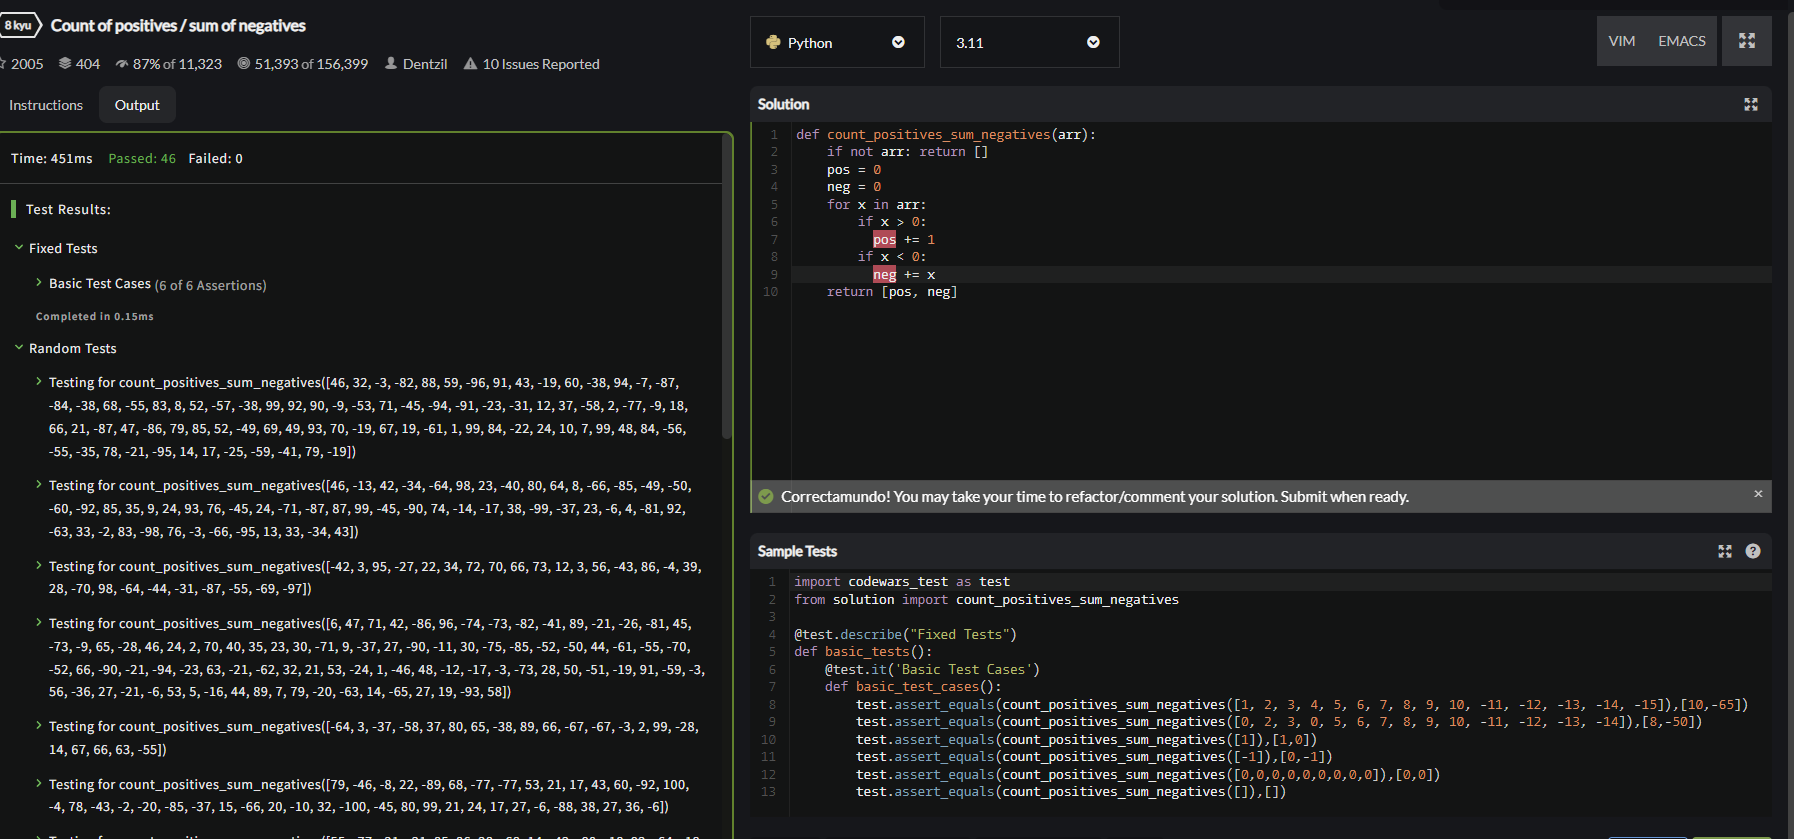 8 kyu Count of positives / sum of negatives
2005 404 87% of 11,323 51,393 of 156,399 Dentzil 10 Issues Reported
Instructions Output
Time: 451ms Passed: 46 Failed: 0
Test Results:
Fixed Tests
Basic Test Cases (6 of 6 Assertions)
Completed in 0.15ms
Random Tests
Testing for count_positives_sum_negatives([46, 32, -3, -82, 88, 59, -96, 91, 43, -19, 60, -38, 94, -7, -87,
-84, -38, 68, -55, 83, 8, 52, -57, -38, 99, 92, 90, -9, -53, 71, -45, -94, -91, -23, -31, 12, 37, -58, 2, -77, -9, 18,
66, 21, -87, 47, -86, 79, 85, 52, -49, 69, 49, 93, 70, -19, 67, 19, -61, 1, 99, 84, -22, 24, 10, 7, 99, 48, 84, -56,
-55, -35, 78, -21, -95, 14, 17, -25, -59, -41, 79, -19])
Testing for count_positives_sum_negatives([46, -13, 42, -34, -64, 98, 23, -40, 80, 64, 8, -66, -85, -49, -50,
-60, -92, 85, 35, 9, 24, 93, 76, -45, 24, -71, -87, 87, 99, -45, -90, 74, -14, -17, 38, -99, -37, 23, -6, 4, -81, 92,
-63, 33, -2, 83, -98, 76, -3, -66, -95, 13, 33, -34, 43])
Testing for count_positives_sum_negatives([-42, 3, 95, -27, 22, 34, 72, 70, 66, 73, 12, 3, 56, -43, 86, -4, 39,
28, -70, 98, -64, -44, -31, -87, -55, -69, -97])
Testing for count_positives_sum_negatives([6, 47, 71, 42, -86, 96, -74, -73, -82, -41, 89, -21, -26, -81, 45,
-73, -9, 65, -28, 46, 24, 2, 70, 40, 35, 23, 30, -71, 9, -37, 27, -90, -11, 30, -75, -85, -52, -50, 44, -61, -55, -70,
-52, 66, -90, -21, -94, -23, 63, -21, -62, 32, 21, 53, -24, 1, -46, 48, -12, -17, -3, -73, 28, 50, -51, -19, 91, -59, -3,
56, -36, 27, -21, -6, 53, 5, -16, 44, 89, 7, 79, -20, -63, 14, -65, 27, 19, -93, 58])
Testing for count_positives_sum_negatives([-64, 3, -37, -58, 37, 80, 65, -38, 89, 66, -67, -67, -3, 2, 99, -28,
14, 67, 66, 63, -55])
Testing for count_positives_sum_negatives([79, -46, -8, 22, -89, 68, -77, -77, 53, 21, 17, 43, 60, -92, 100,
-4, 78, -43, -2, -20, -85, -37, 15, -66, 20, -10, 32, -100, -45, 80, 99, 21, 24, 17, 27, -6, -88, 38, 27, 36, -6])
Python 3.11 VIM EMACS
Solution
1 def count_positives_sum_negatives(arr):
2 if not arr: return []
3 pos = 0
4 neg = 0
5 for x in arr:
6 if x > 0:
7 pos += 1
8 if x < 0:
9 neg += x
10 return [pos, neg]
Correctamundo! You may take your time to refactor/comment your solution. Submit when ready. ×
Sample Tests ?
1 import codewars_test as test
2 from solution import count_positives_sum_negatives
3
4 @test.describe("Fixed Tests")
5 def basic_tests():
6 @test.it('Basic Test Cases')
7 def basic_test_cases():
8 test.assert_equals(count_positives_sum_negatives([1, 2, 3, 4, 5, 6, 7, 8, 9, 10, -11, -12, -13, -14, -15]),[10,-65])
9 test.assert_equals(count_positives_sum_negatives([0, 2, 3, 0, 5, 6, 7, 8, 9, 10, -11, -12, -13, -14]),[8,-50])
10 test.assert_equals(count_positives_sum_negatives([1]),[1,0])
11 test.assert_equals(count_positives_sum_negatives([-1]),[0,-1])
12 test.assert_equals(count_positives_sum_negatives([0,0,0,0,0,0,0,0,0]),[0,0])
13 test.assert_equals(count_positives_sum_negatives([]),[])